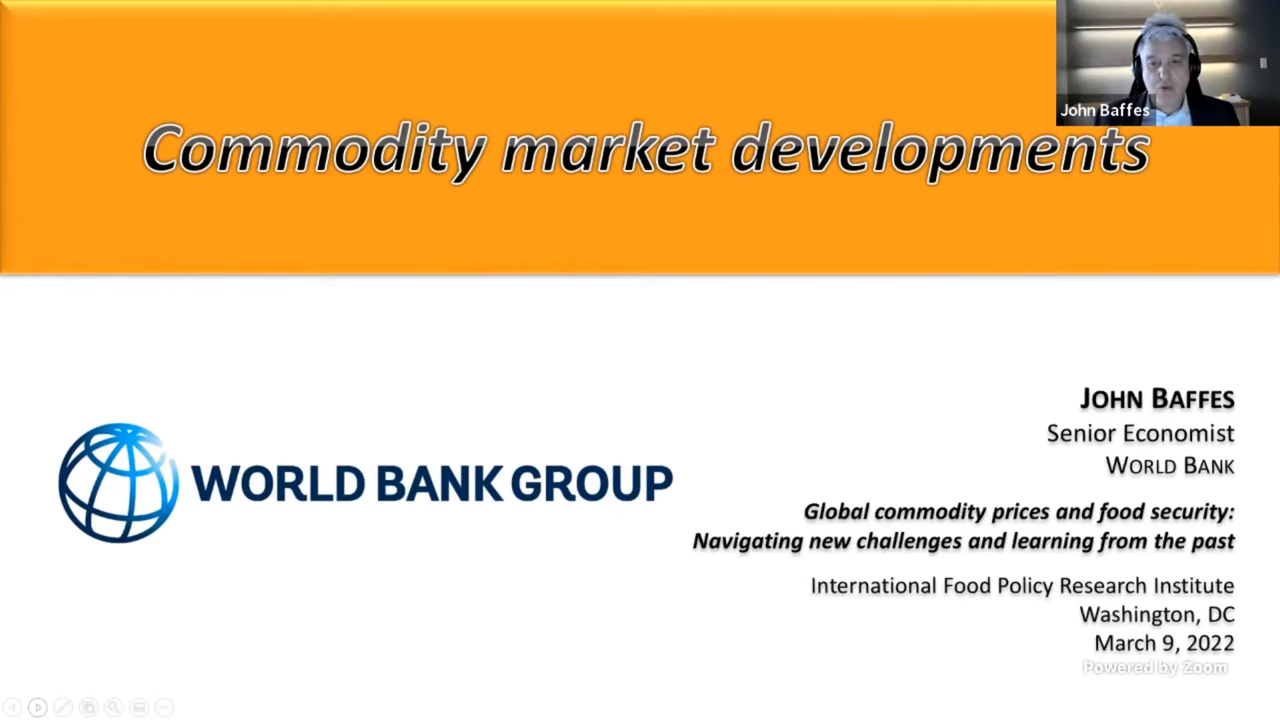 John Baffes
Commodity market developments
WORLD BANK GROUP
JOHN BAFFES
Senior Economist
WORLD BANK
Global commodity prices and food security:
Navigating new challenges and learning from the past
International Food Policy Research Institute
Washington, DC
March 9, 2022
Powered by Zoom